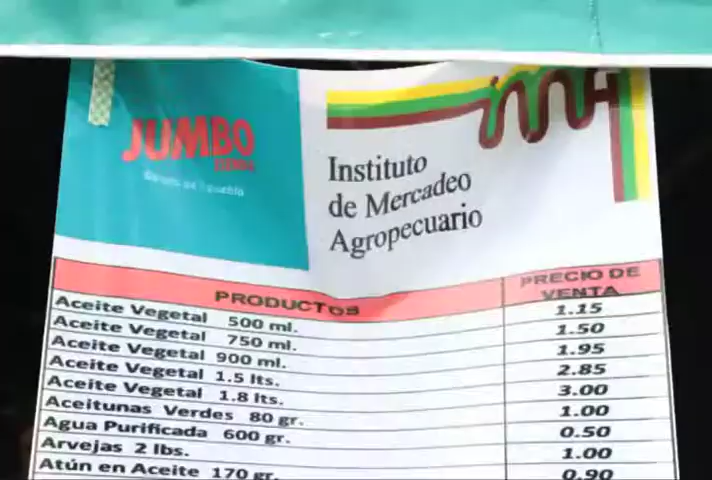 JUMBO
Instituto
de Mercadeo
Agropecuario
IMA
PRODUCTOS PRECIO DE VENTA
Aceite Vegetal 500 ml. 1.15
Aceite Vegetal 750 ml. 1.50
Aceite Vegetal 900 ml. 1.95
Aceite Vegetal 1.5 lts. 2.85
Aceite Vegetal 1.8 lts. 3.00
Aceitunas Verdes 80 gr. 1.00
Agua Purificada 600 gr. 0.50
Arvejas 2 lbs. 1.00
Atún en Aceite 170 gr. 0.90